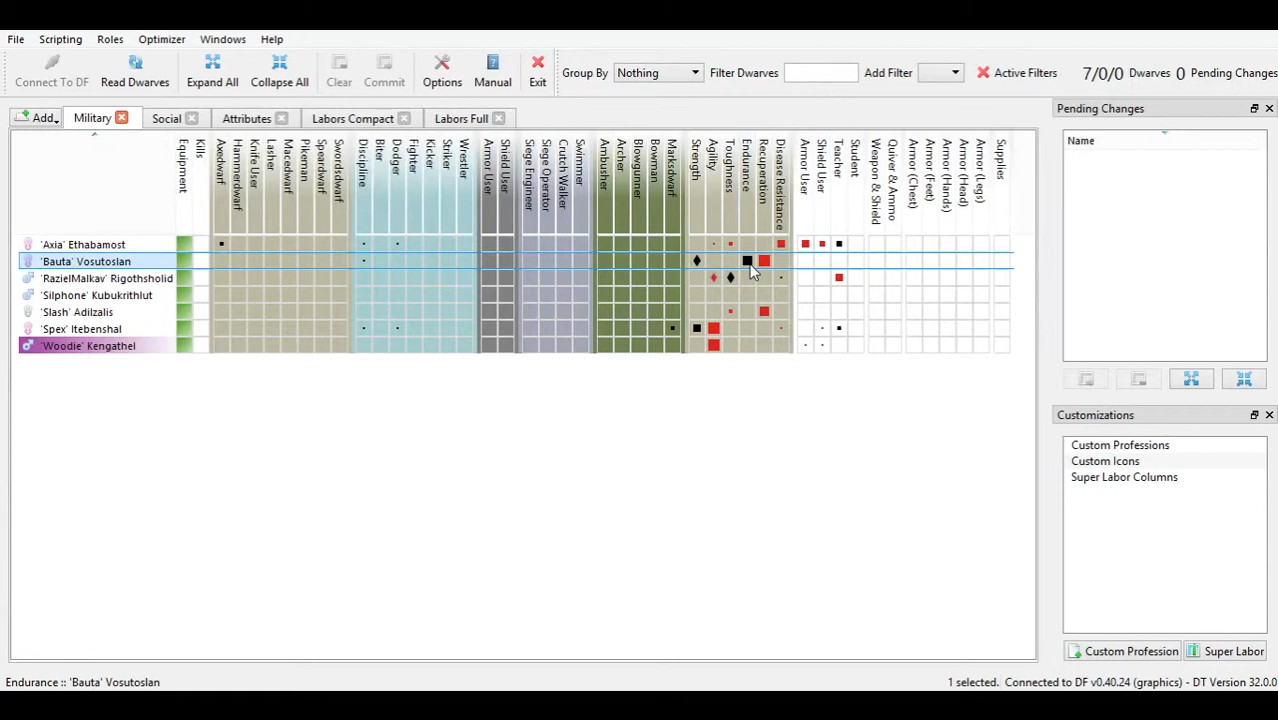 File Scripting Roles Optimizer Windows Help
Connect To DF Read Dwarves Expand All Collapse All Clear Commit Options Manual Exit Group By Nothing Filter Dwarves Add Filter Active Filters 7/0/0 Dwarves 0 Pending Changes
Add... Military Social Attributes Labors Compact Labors Full
Equipment
Kills
Axedwarf
Hammerdwarf
Knife User
Lasher
Macedwarf
Pikeman
Speardwarf
Swordsdwarf
Discipline
Biter
Dodger
Fighter
Kicker
Striker
Wrestler
Armor User
Shield User
Siege Engineer
Siege Operator
Crutch Walker
Swimmer
Ambusher
Archer
Blowgunner
Bowman
Marksdwarf
Strength
Agility
Toughness
Endurance
Recuperation
Disease Resistance
Armor User
Shield User
Teacher
Student
Weapon & Shield
Quiver & Ammo
Armor (Chest)
Armor (Feet)
Armor (Hands)
Armor (Head)
Armor (Legs)
Supplies
'Axia' Ethabamost
'Bauta' Vosutoslan
'RazielMalkav' Rigothsholid
'Silphone' Kubukrithlut
'Slash' Adilzalis
'Spex' Itebenshal
'Woodie' Kengathel
Pending Changes
Name
Customizations
Custom Professions
Custom Icons
Super Labor Columns
Custom Profession Super Labor
Endurance :: 'Bauta' Vosutoslan 1 selected. Connected to DF v0.40.24 (graphics) - DT Version 32.0.0